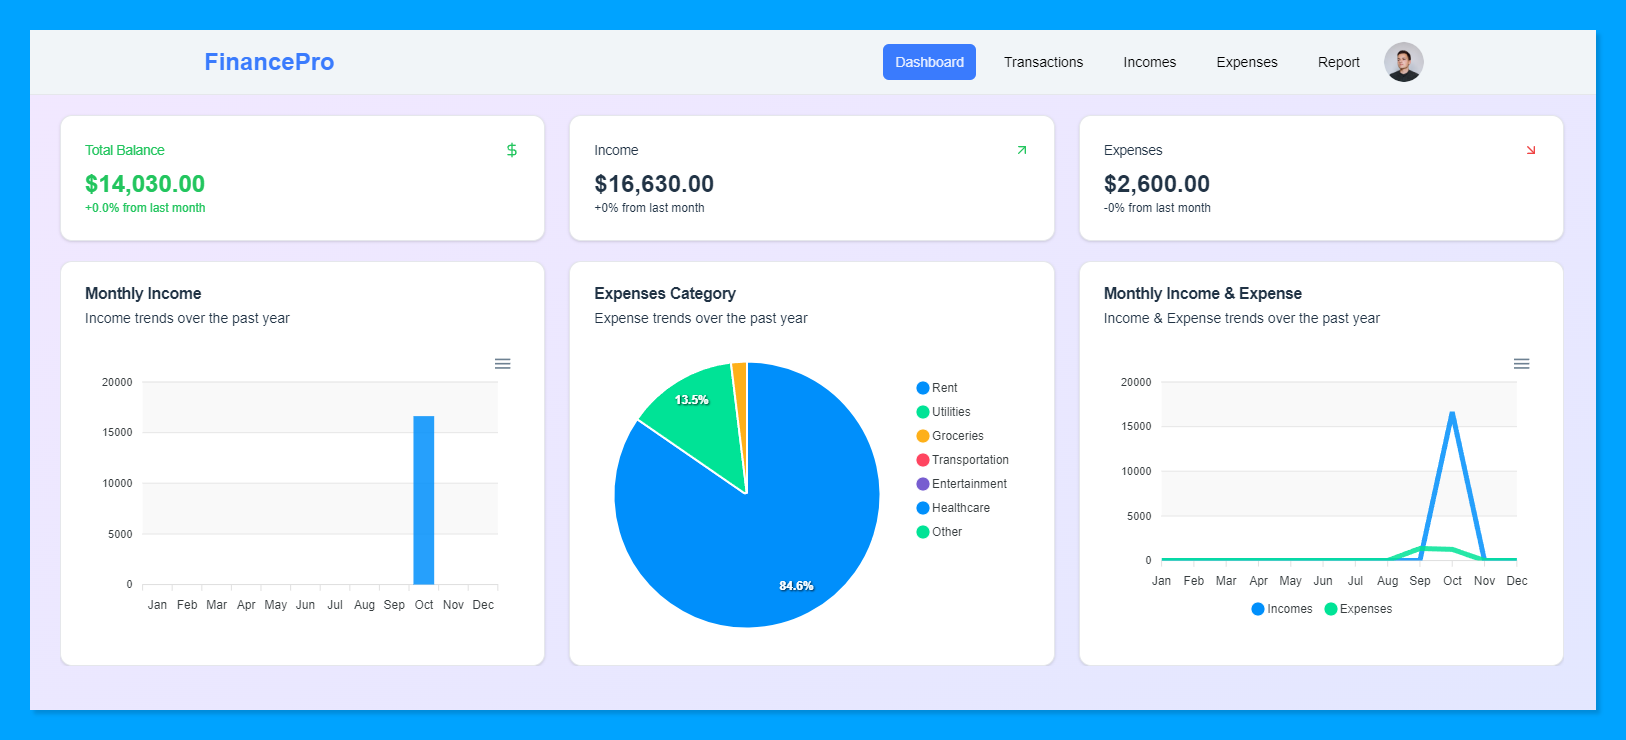 FinancePro
Dashboard Transactions Incomes Expenses Report
Total Balance
$14,030.00
+0.0% from last month
Income
$16,630.00
+0% from last month
Expenses
$2,600.00
-0% from last month
Monthly Income
Income trends over the past year
20000
15000
10000
5000
0
Jan Feb Mar Apr May Jun Jul Aug Sep Oct Nov Dec
Expenses Category
Expense trends over the past year
13.5%
84.6%
Rent
Utilities
Groceries
Transportation
Entertainment
Healthcare
Other
Monthly Income & Expense
Income & Expense trends over the past year
20000
15000
10000
5000
0
Jan Feb Mar Apr May Jun Jul Aug Sep Oct Nov Dec
Incomes Expenses